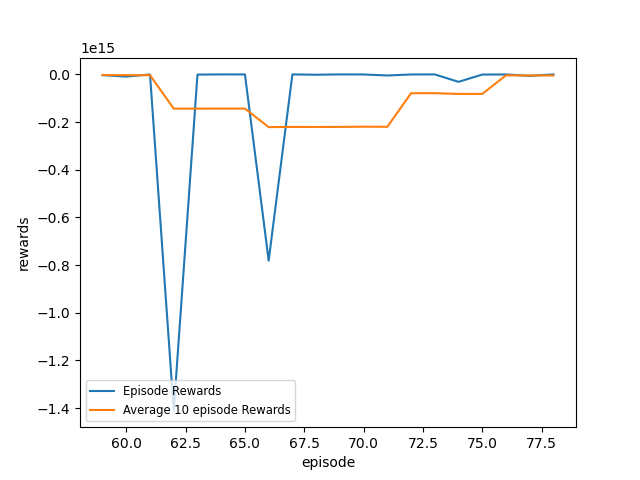 1e15
0.0
−0.2
−0.4
−0.6
−0.8
−1.0
−1.2
−1.4
rewards
Episode Rewards
Average 10 episode Rewards
60.0 62.5 65.0 67.5 70.0 72.5 75.0 77.5
episode